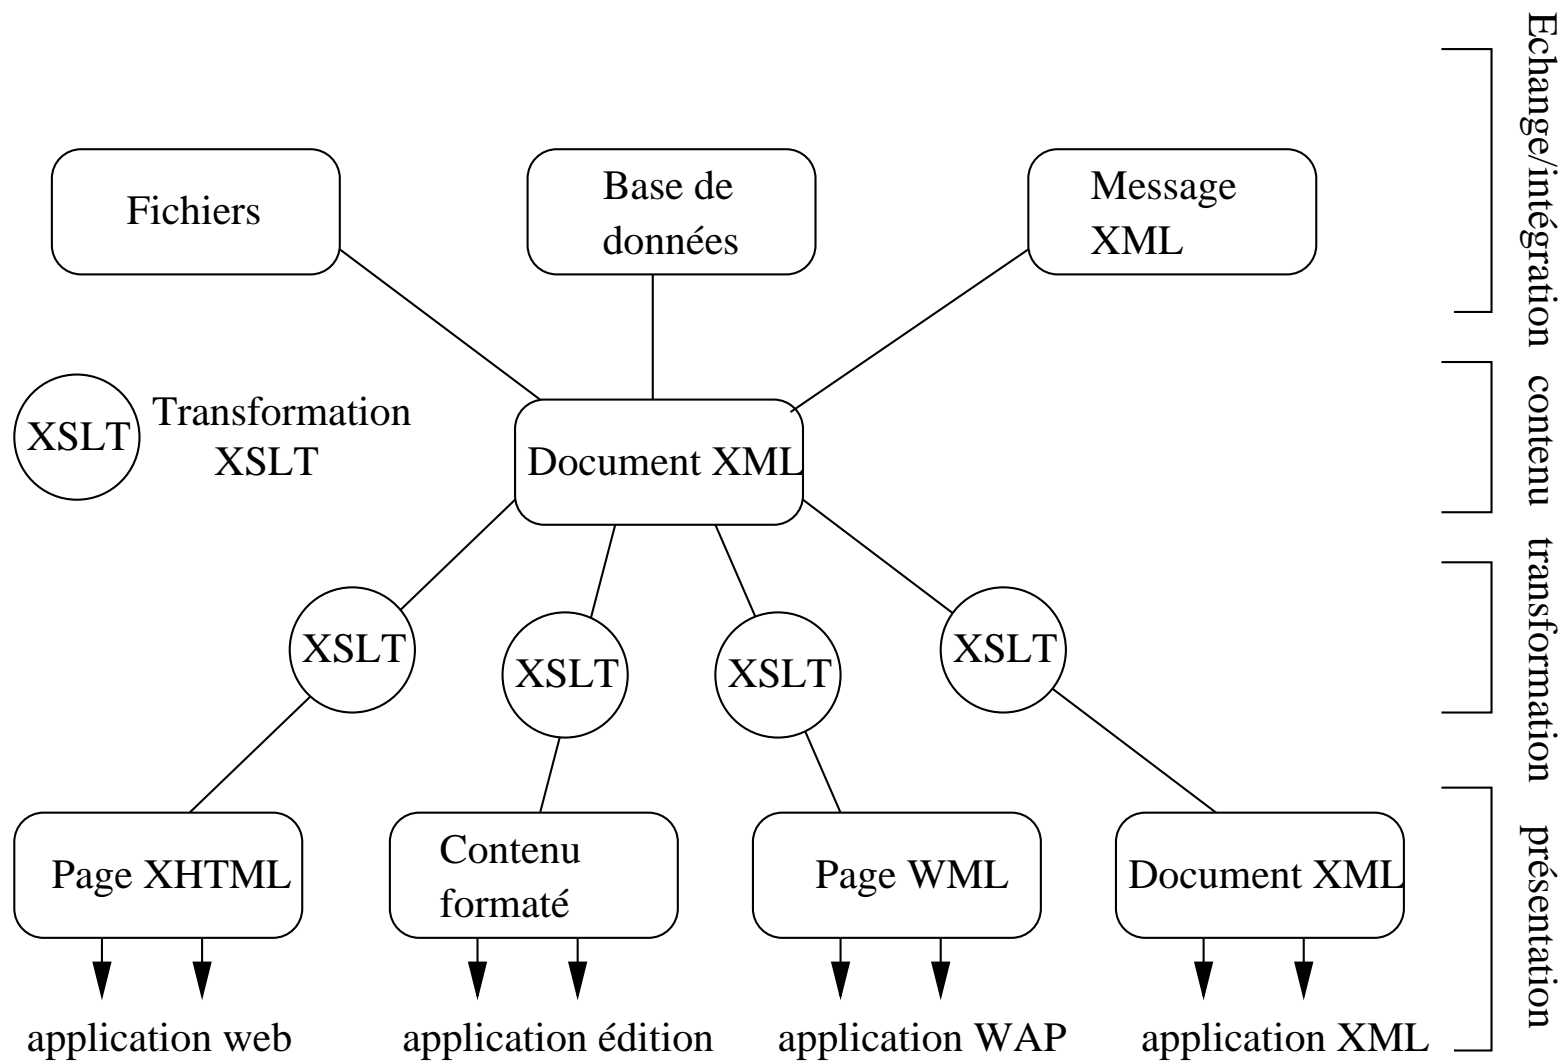 Echange/intégration
Fichiers
Base de
données
Message
XML
contenu
XSLT
Transformation
XSLT
Document XML
transformation
XSLT
XSLT
XSLT
XSLT
présentation
Page XHTML
Contenu
formaté
Page WML
Document XML
application web
application édition
application WAP
application XML